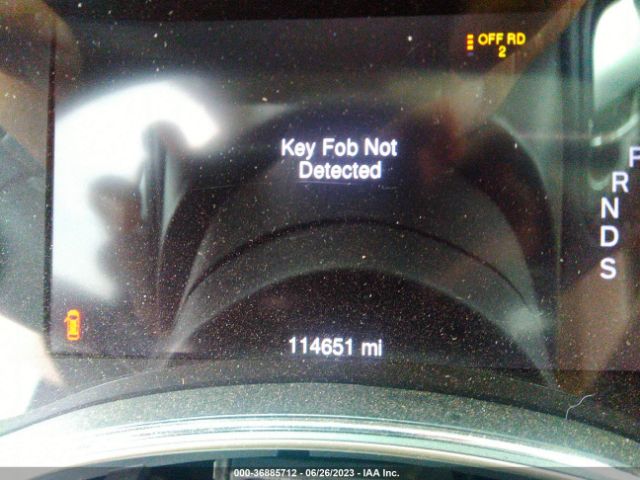 OFF RD
2
Key Fob Not
Detected
P
R
N
D
S
114651 mi
000-36885712 - 06/26/2023 - IAA Inc.